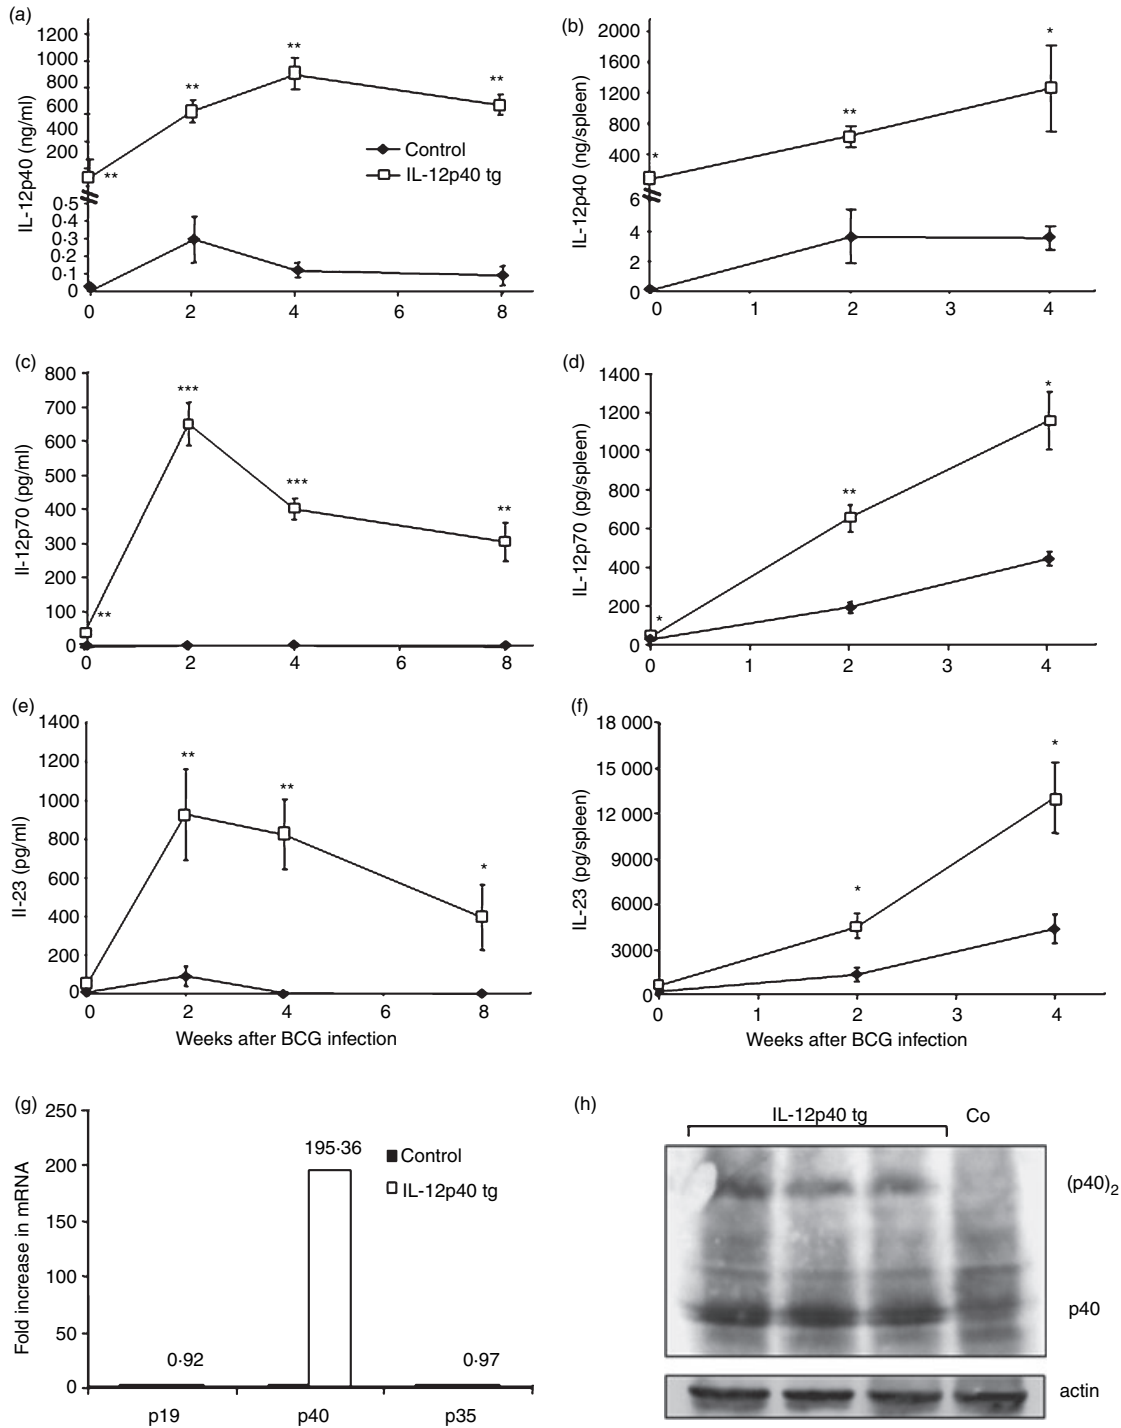 (a)
1200
1000
800
600
400
200
0·5
0·4
0·3
0·2
0·1
0
IL-12p40 (ng/ml)
**
**
**
**
Control
IL-12p40 tg
0 2 4 6 8
(b)
2000
1600
1200
800
400
6
4
2
0
IL-12p40 (ng/spleen)
*
**
*
0 1 2 3 4
(c)
800
700
600
500
400
300
200
100
0
Il-12p70 (pg/ml)
**
***
***
**
0 2 4 6 8
(d)
1400
1200
1000
800
600
400
200
0
IL-12p70 (pg/spleen)
*
**
*
0 1 2 3 4
(e)
1400
1200
1000
800
600
400
200
0
Il-23 (pg/ml)
**
**
*
0 2 4 6 8
Weeks after BCG infection
(f)
18 000
15 000
12 000
9000
6000
3000
0
IL-23 (pg/spleen)
*
*
0 1 2 3 4
Weeks after BCG infection
(g)
250
200
150
100
50
0
Fold increase in mRNA
195·36
Control
IL-12p40 tg
0·92
0·97
p19 p40 p35
(h)
IL-12p40 tg Co
(p40)₂
p40
actin